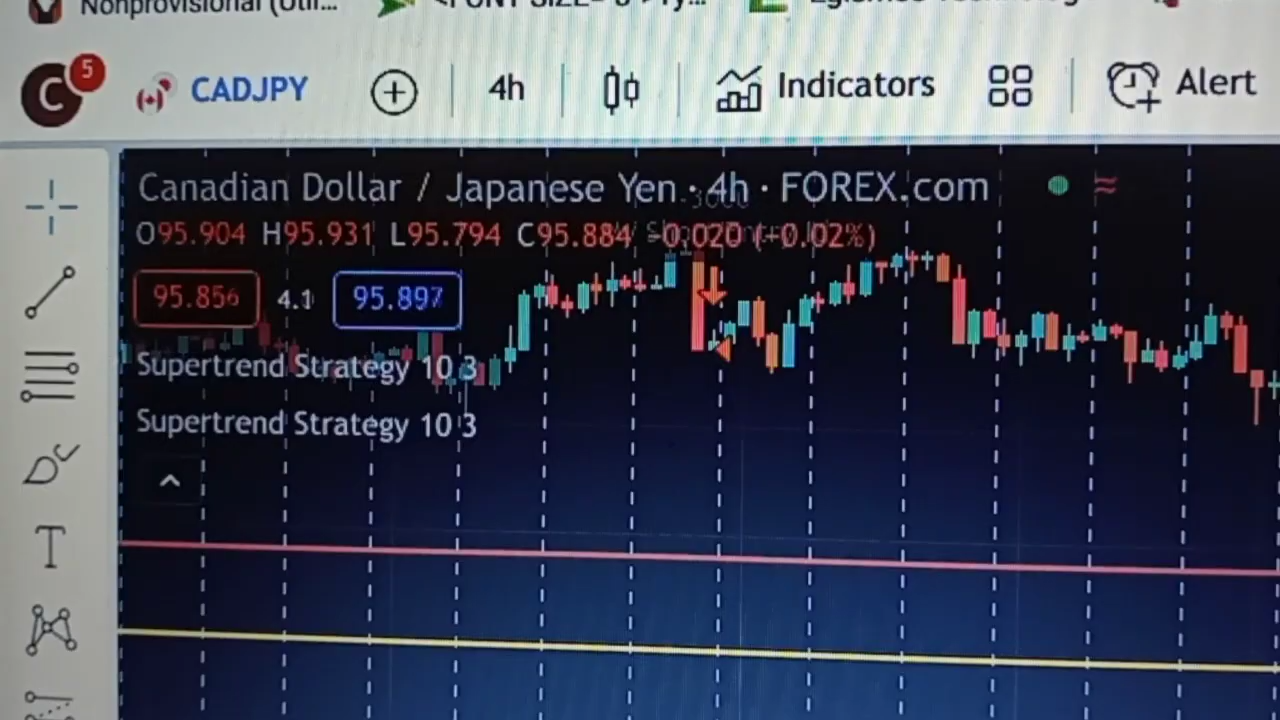 Nonprovisional (Util...
5
C CADJPY 4h Indicators Alert
Canadian Dollar / Japanese Yen · 4h · FOREX.com
O95.904 H95.931 L95.794 C95.884 -0.020 (-0.02%)
95.856 4.1 95.897
Supertrend Strategy 10 3
Supertrend Strategy 10 3
T